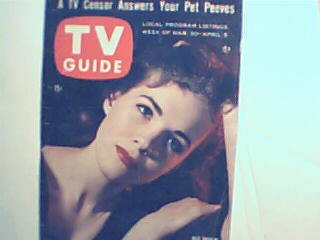 A TV Censor Answers Your Pet Peeves
LOCAL PROGRAM LISTINGS
WEEK OF MAR. 30-APRIL 5
TV
GUIDE
15¢